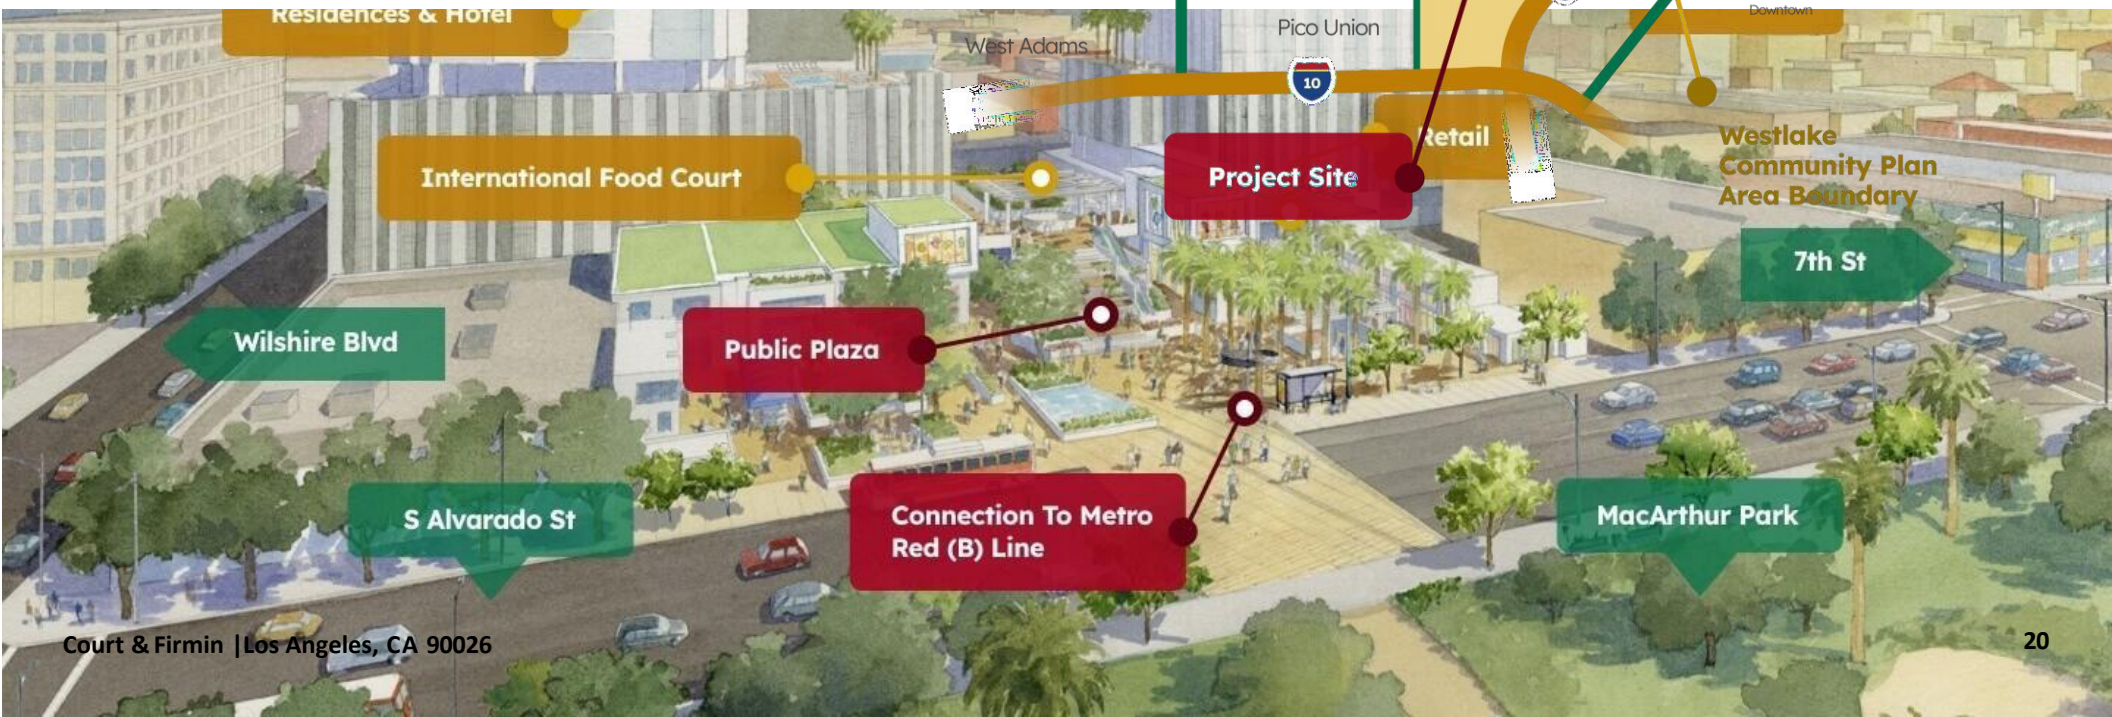 Residences & Hotel
West Adams
Pico Union
Downtown
10
Retail
International Food Court
Project Site
Westlake
Community Plan
Area Boundary
7th St
Wilshire Blvd
Public Plaza
S Alvarado St
Connection To Metro
Red (B) Line
MacArthur Park
Court & Firmin |Los Angeles, CA 90026
20